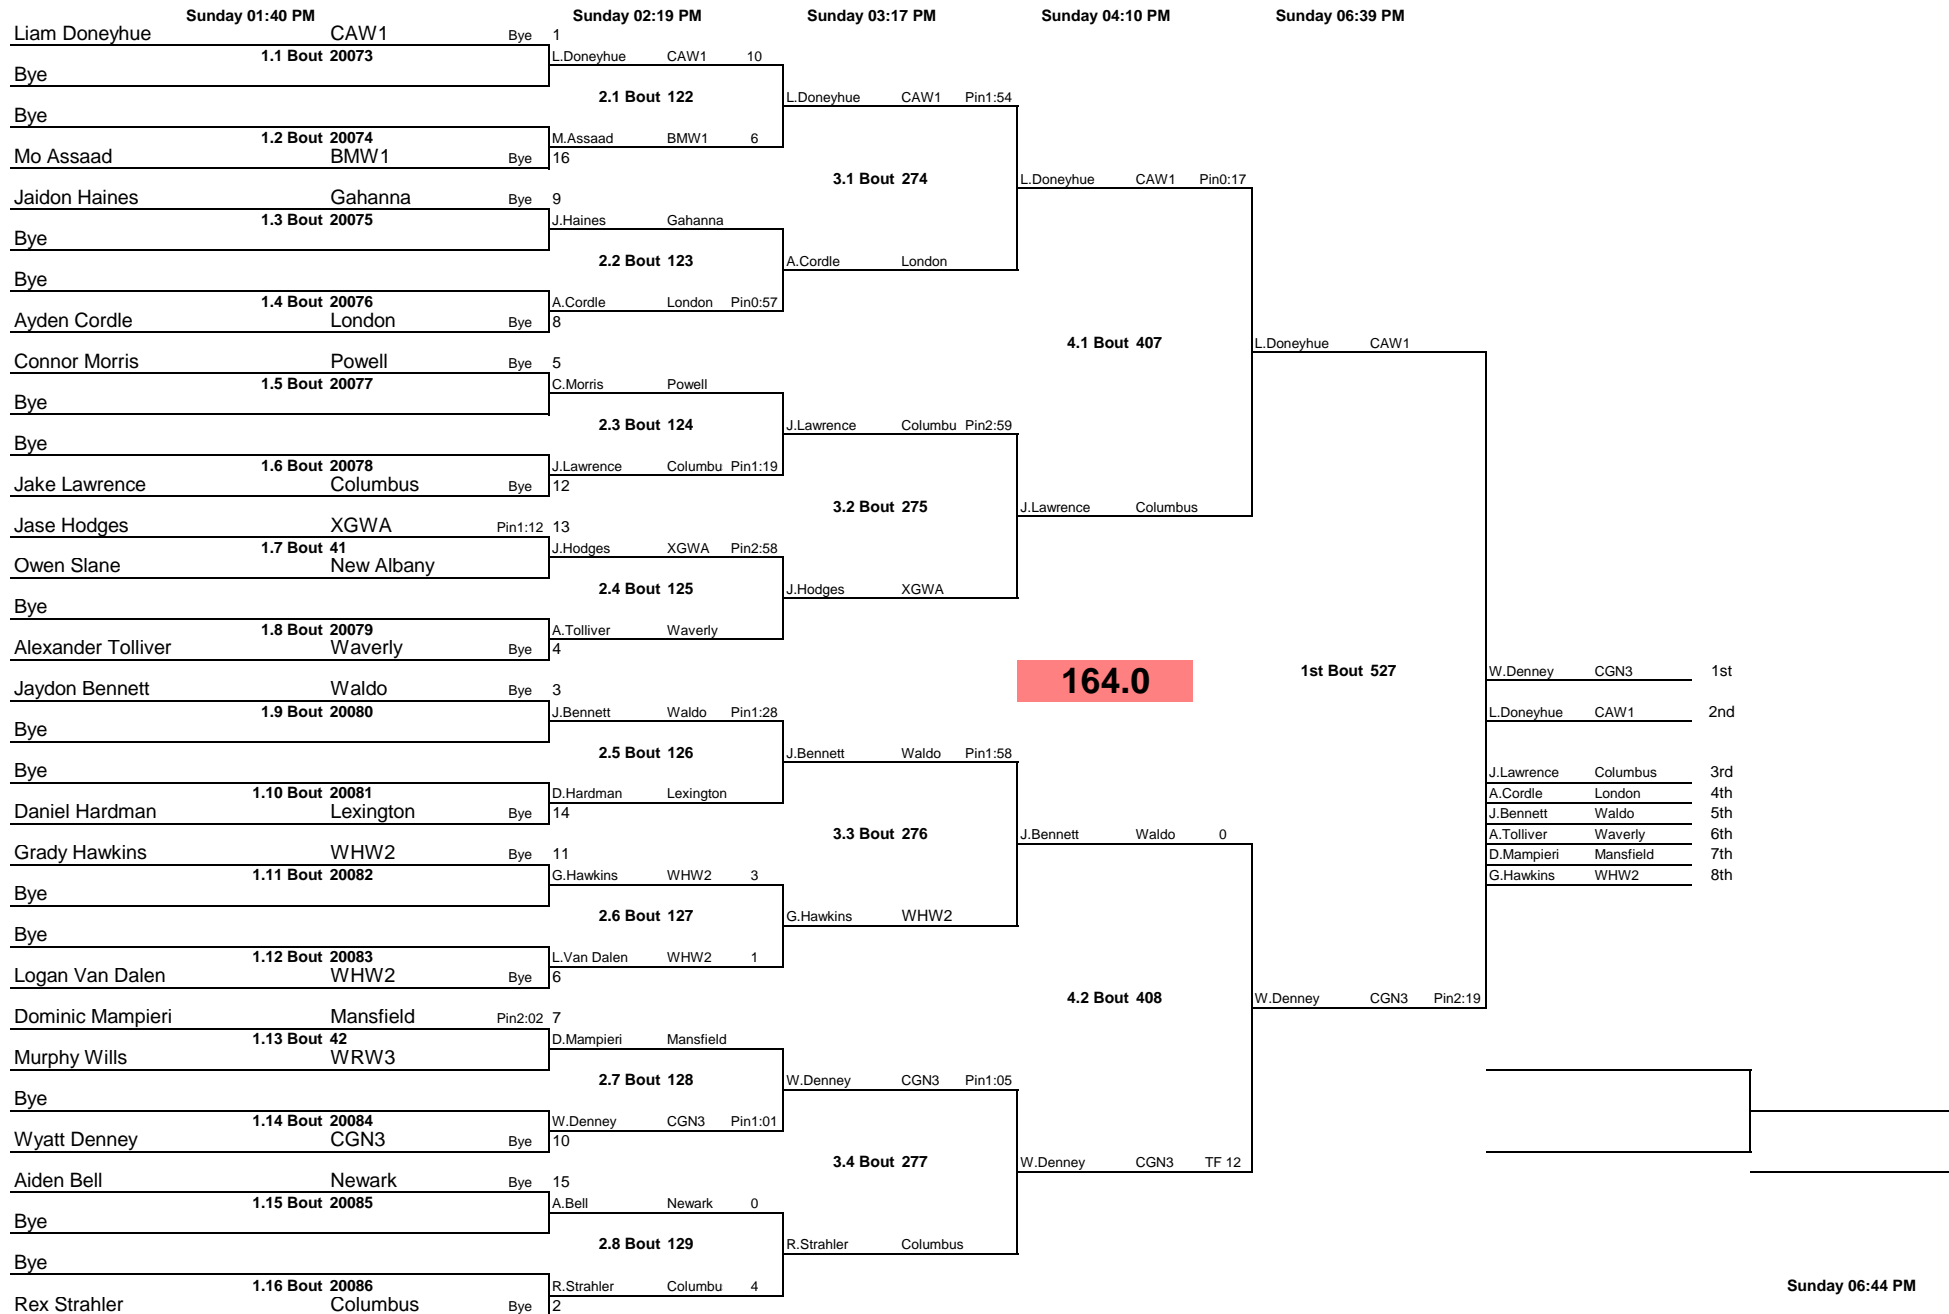 Sunday 01:40 PM Sunday 02:19 PM Sunday 03:17 PM Sunday 04:10 PM Sunday 06:39 PM
Liam Doneyhue CAW1 Bye 1
1.1 Bout 20073 L.Doneyhue CAW1 10
Bye
2.1 Bout 122 L.Doneyhue CAW1 Pin1:54
Bye
1.2 Bout 20074 M.Assaad BMW1 6
Mo Assaad BMW1 Bye 16
3.1 Bout 274 L.Doneyhue CAW1 Pin0:17
Jaidon Haines Gahanna Bye 9
1.3 Bout 20075 J.Haines Gahanna
Bye
2.2 Bout 123 A.Cordle London
Bye
1.4 Bout 20076 A.Cordle London Pin0:57
Ayden Cordle London Bye 8
4.1 Bout 407 L.Doneyhue CAW1
Connor Morris Powell Bye 5
1.5 Bout 20077 C.Morris Powell
Bye
2.3 Bout 124 J.Lawrence Columbu Pin2:59
Bye
1.6 Bout 20078 J.Lawrence Columbu Pin1:19
Jake Lawrence Columbus Bye 12
3.2 Bout 275 J.Lawrence Columbus
Jase Hodges XGWA Pin1:12 13
1.7 Bout 41 J.Hodges XGWA Pin2:58
Owen Slane New Albany
2.4 Bout 125 J.Hodges XGWA
Bye
1.8 Bout 20079 A.Tolliver Waverly
Alexander Tolliver Waverly Bye 4
164.0 1st Bout 527 W.Denney CGN3 1st
Jaydon Bennett Waldo Bye 3
1.9 Bout 20080 J.Bennett Waldo Pin1:28 L.Doneyhue CAW1 2nd
Bye
2.5 Bout 126 J.Bennett Waldo Pin1:58
Bye J.Lawrence Columbus 3rd
1.10 Bout 20081 D.Hardman Lexington A.Cordle London 4th
Daniel Hardman Lexington Bye 14 J.Bennett Waldo 5th
3.3 Bout 276 J.Bennett Waldo 0 A.Tolliver Waverly 6th
Grady Hawkins WHW2 Bye 11 D.Mampieri Mansfield 7th
1.11 Bout 20082 G.Hawkins WHW2 3 G.Hawkins WHW2 8th
Bye
2.6 Bout 127 G.Hawkins WHW2
Bye
1.12 Bout 20083 L.Van Dalen WHW2 1
Logan Van Dalen WHW2 Bye 6
4.2 Bout 408 W.Denney CGN3 Pin2:19
Dominic Mampieri Mansfield Pin2:02 7
1.13 Bout 42 D.Mampieri Mansfield
Murphy Wills WRW3
2.7 Bout 128 W.Denney CGN3 Pin1:05
Bye
1.14 Bout 20084 W.Denney CGN3 Pin1:01
Wyatt Denney CGN3 Bye 10
3.4 Bout 277 W.Denney CGN3 TF 12
Aiden Bell Newark Bye 15
1.15 Bout 20085 A.Bell Newark 0
Bye
2.8 Bout 129 R.Strahler Columbus
Bye
1.16 Bout 20086 R.Strahler Columbu 4 Sunday 06:44 PM
Rex Strahler Columbus Bye 2